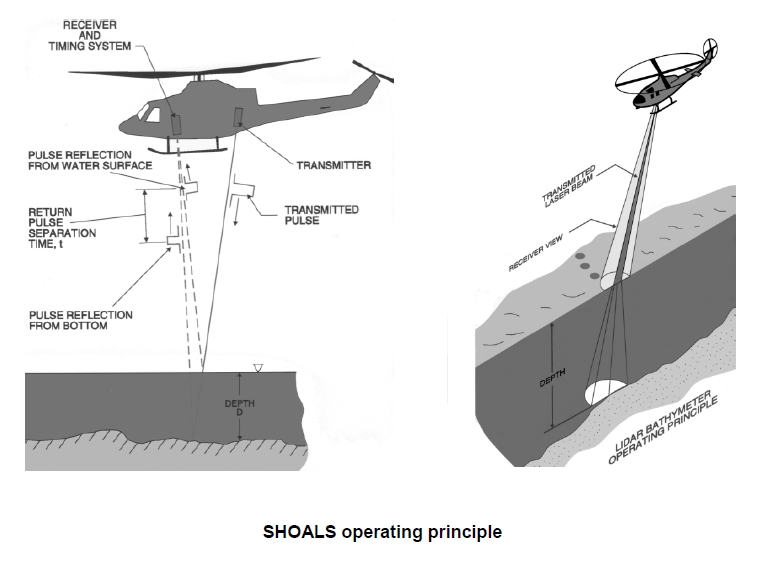 RECEIVER
AND
TIMING SYSTEM
PULSE REFLECTION
FROM WATER SURFACE
TRANSMITTER
RETURN
PULSE
SEPARATION
TIME, t
TRANSMITTED
PULSE
PULSE REFLECTION
FROM BOTTOM
DEPTH
D
TRANSMITTED
LASER BEAM
RECEIVER VIEW
DEPTH
LIDAR BATHYMETER
OPERATING PRINCIPLE
SHOALS operating principle